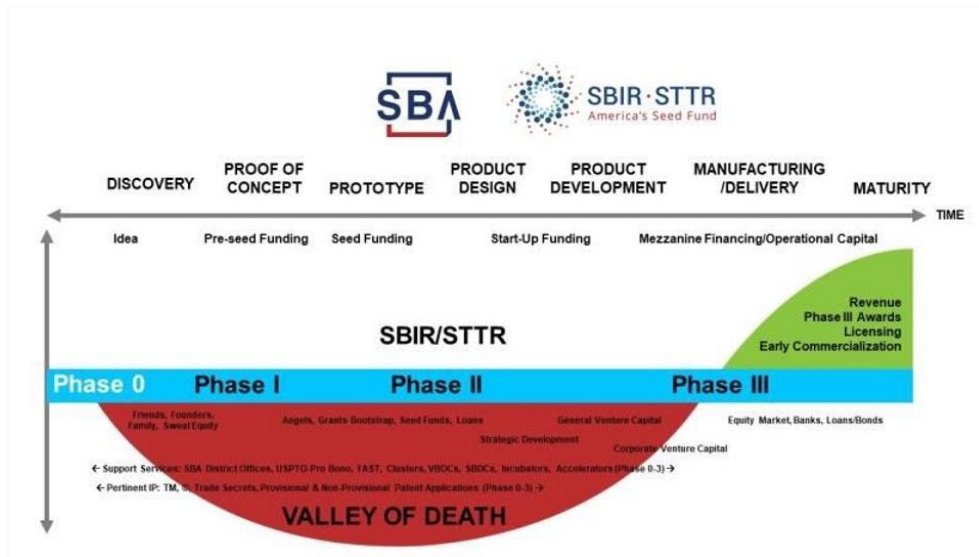 SBA
SBIR·STTR
America's Seed Fund
DISCOVERY
PROOF OF
CONCEPT
PROTOTYPE
PRODUCT
DESIGN
PRODUCT
DEVELOPMENT
MANUFACTURING
/DELIVERY
MATURITY
TIME
Idea
Pre-seed Funding
Seed Funding
Start-Up Funding
Mezzanine Financing/Operational Capital
Revenue
Phase III Awards
Licensing
Early Commercialization
SBIR/STTR
Phase 0
Phase I
Phase II
Phase III
Friends, Founders,
Family, Sweat Equity
Angels, Grants Bootstrap, Seed Funds, Loans
General Venture Capital
Equity Market, Banks, Loans/Bonds
Strategic Development
Corporate Venture Capital
← Support Services: SBA District Offices, USPTO-Pro Bono, FAST, Clusters, VBOCs, SBDCs, Incubators, Accelerators (Phase 0-3) →
← Pertinent IP: TM, ©, Trade Secrets, Provisional & Non-Provisional Patent Applications (Phase 0-3) →
VALLEY OF DEATH